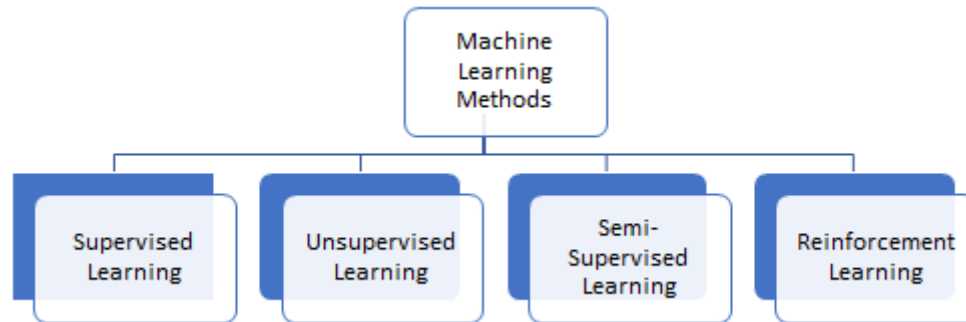 Machine
Learning
Methods
Supervised
Learning
Unsupervised
Learning
Semi-
Supervised
Learning
Reinforcement
Learning